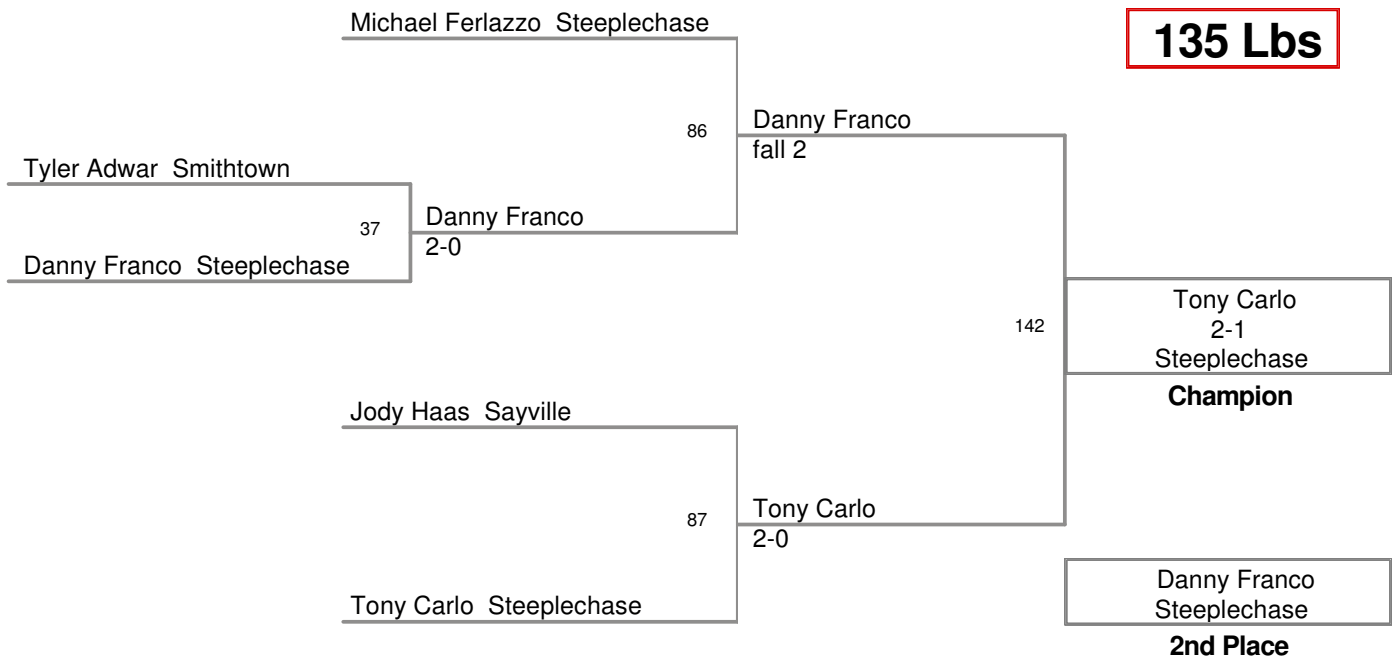 Michael Ferlazzo Steeplechase
135 Lbs
86
Danny Franco
fall 2
Tyler Adwar Smithtown
37
Danny Franco
2-0
Danny Franco Steeplechase
142
Tony Carlo
2-1
Steeplechase
Champion
Jody Haas Sayville
87
Tony Carlo
2-0
Tony Carlo Steeplechase
Danny Franco
Steeplechase
2nd Place